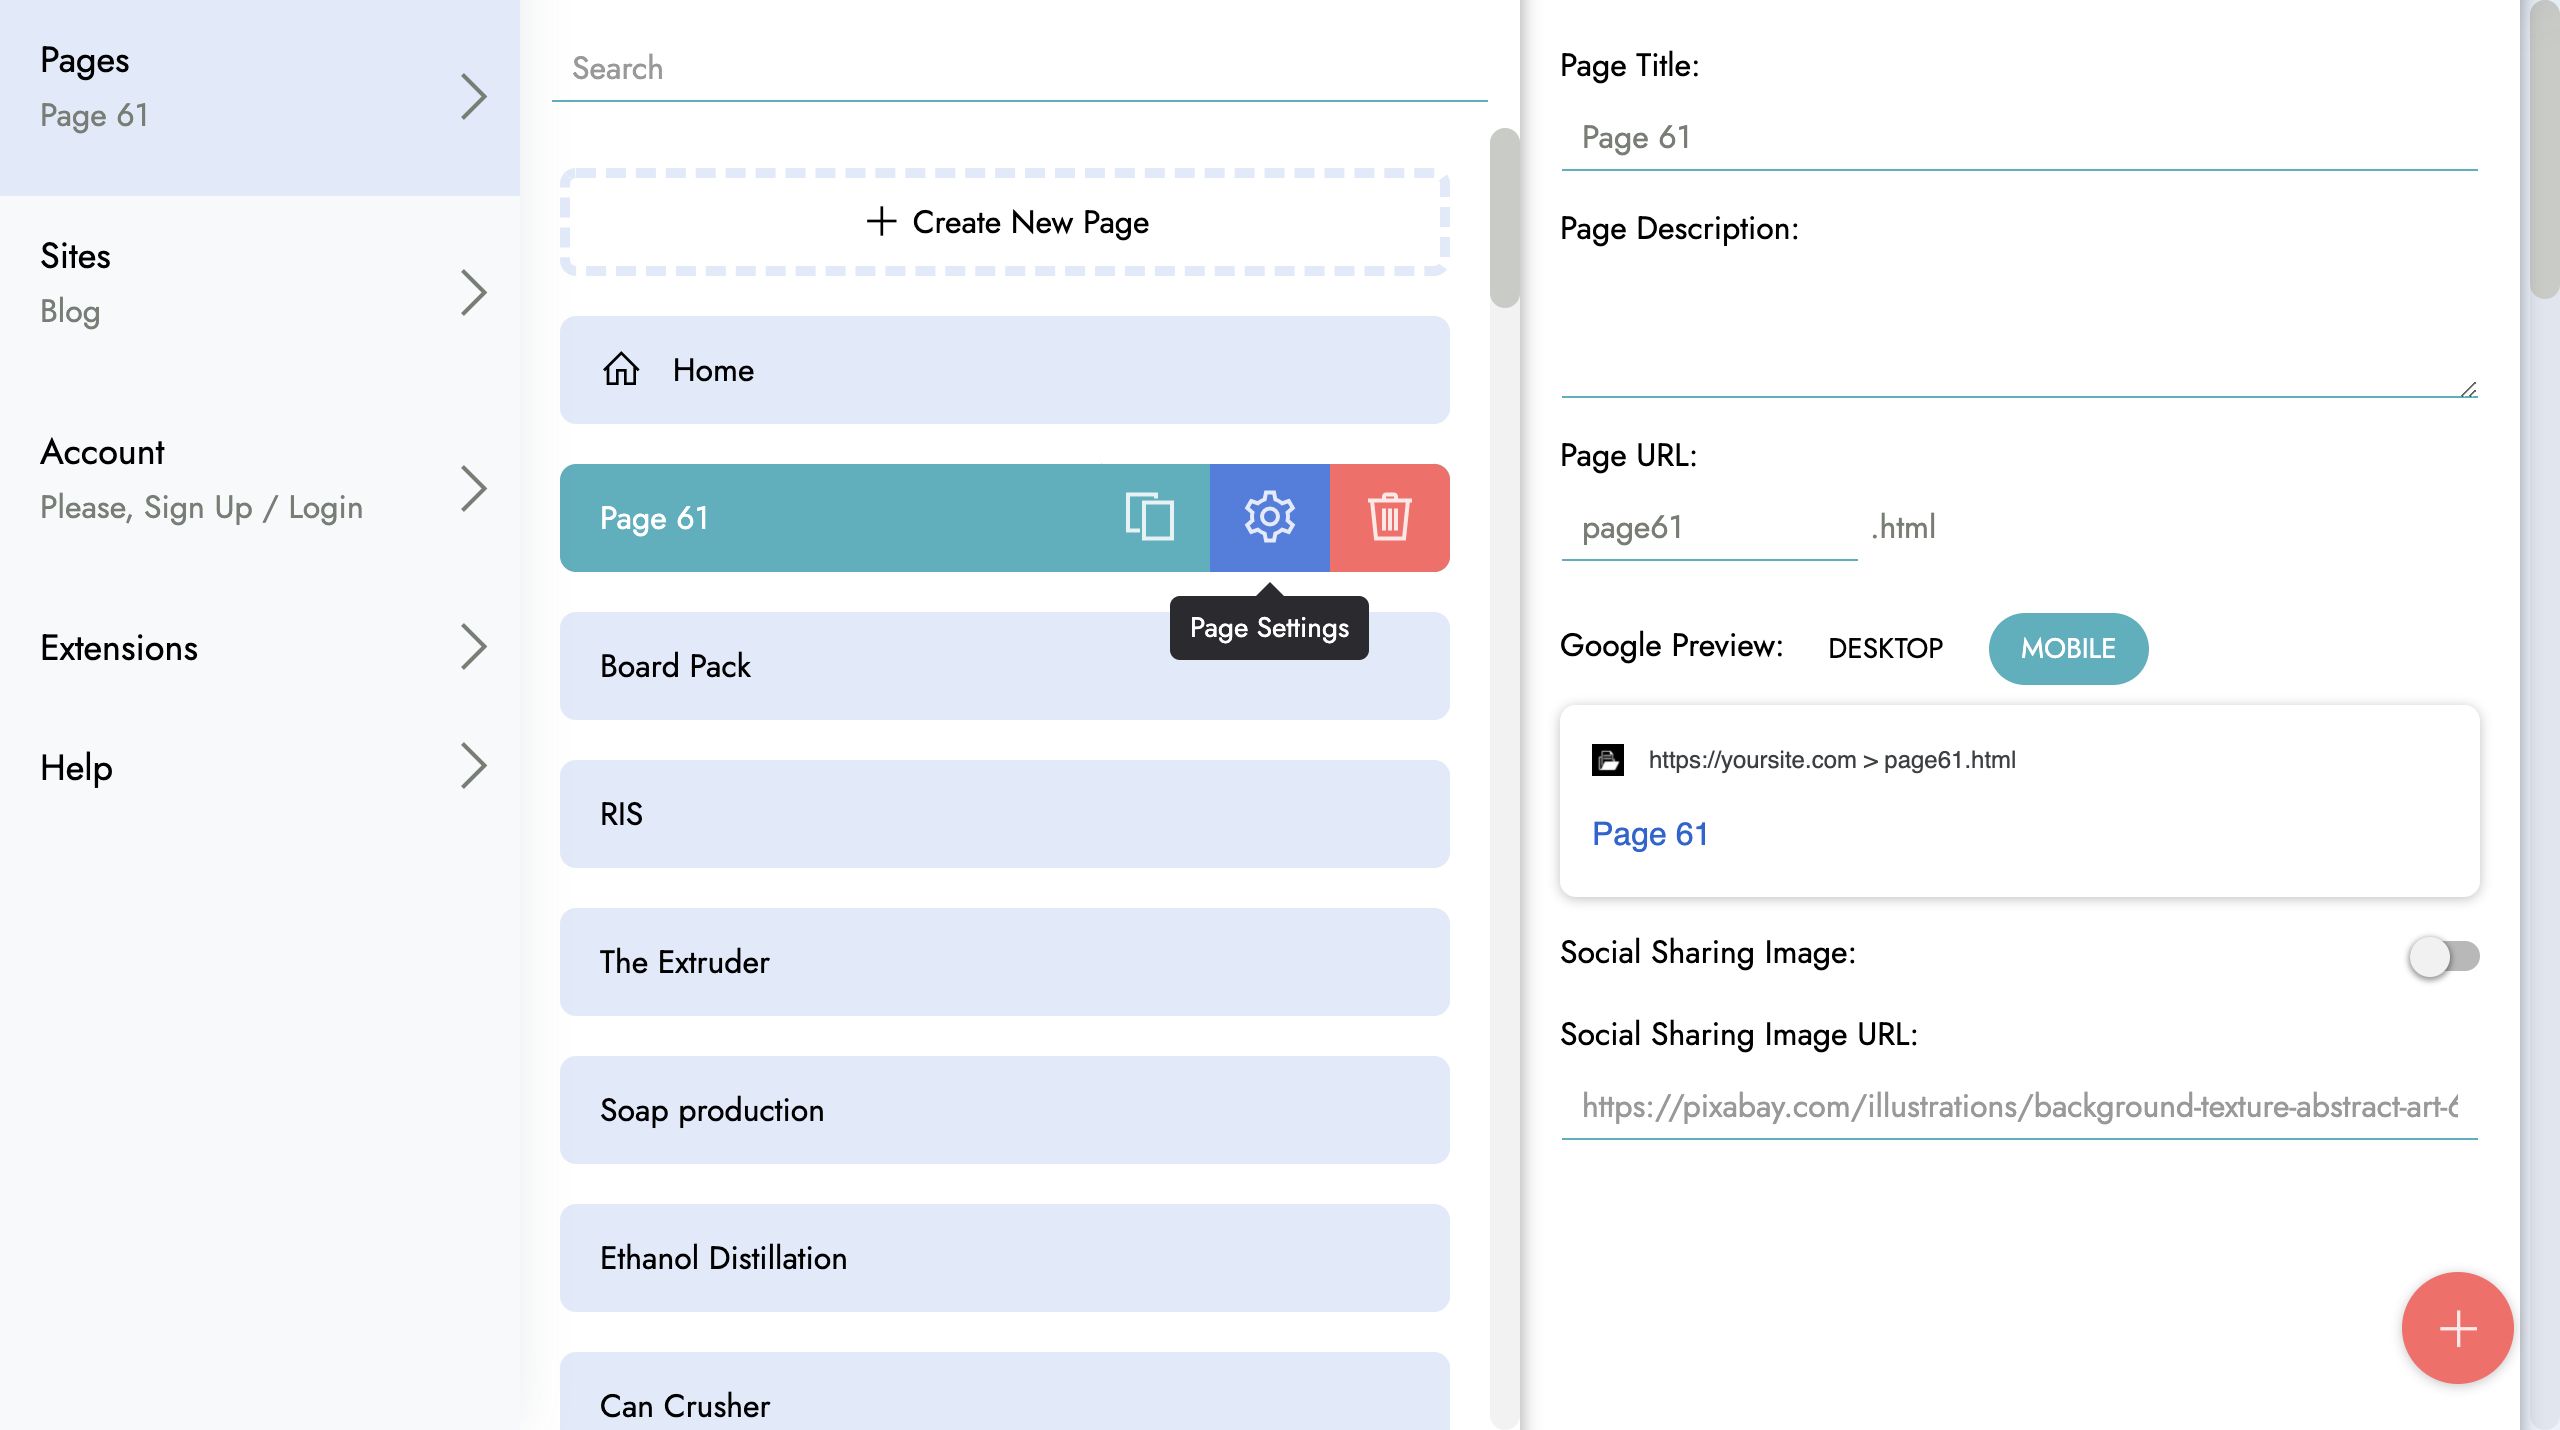 Pages
Page 61
Sites
Blog
Account
Please, Sign Up / Login
Extensions
Help
Search
Create New Page
Home
Page 61
Page Settings
Board Pack
RIS
The Extruder
Soap production
Ethanol Distillation
Can Crusher
Page Title:
Page 61
Page Description:
Page URL:
page61 .html
Google Preview: DESKTOP MOBILE
https://yoursite.com > page61.html
Page 61
Social Sharing Image:
Social Sharing Image URL:
https://pixabay.com/illustrations/background-texture-abstract-art-6